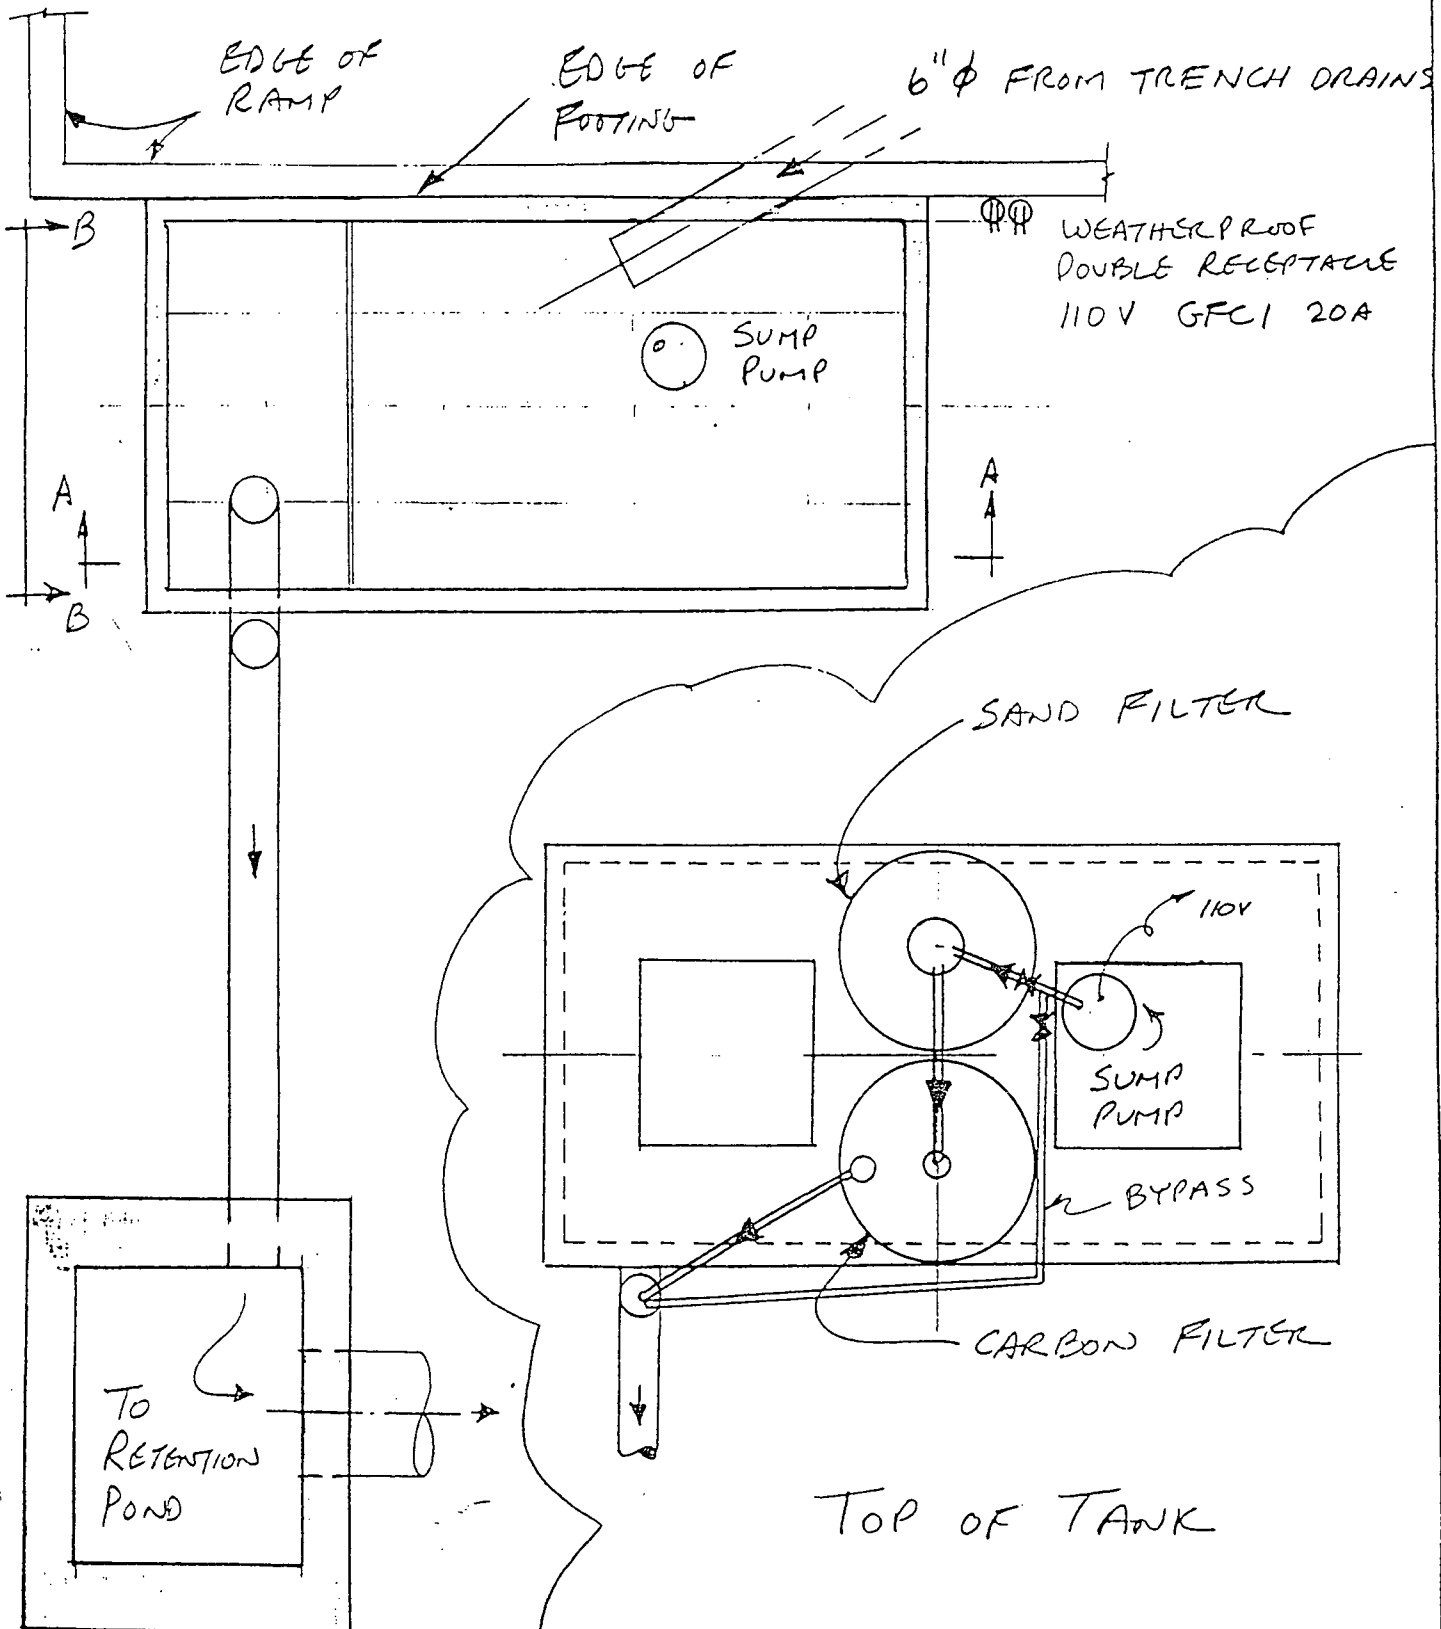 EDGE OF
RAMP
EDGE OF
FOOTING
6"φ FROM TRENCH DRAINS
B
WEATHERPROOF
DOUBLE RECEPTACLE
110V GFCI 20A
SUMP
PUMP
A
A
B
SAND FILTER
110V
SUMP
PUMP
BYPASS
CARBON FILTER
TO
RETENTION
POND
TOP OF TANK